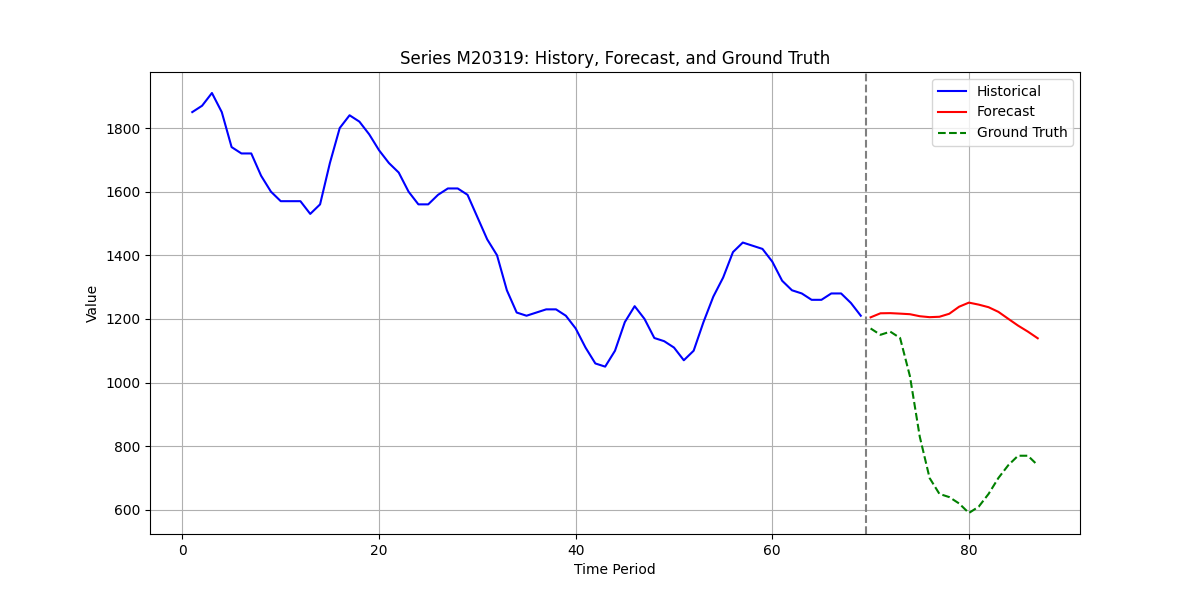 Series M20319: History, Forecast, and Ground Truth
Historical
Forecast
Ground Truth
Value
1800
1600
1400
1200
1000
800
600
0 20 40 60 80
Time Period